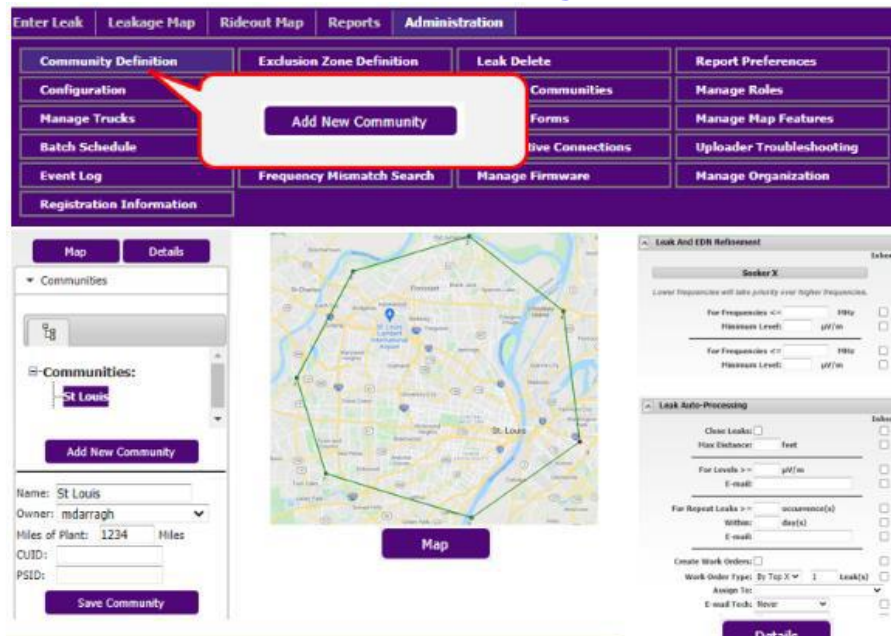 Enter Leak Leakage Map Rideout Map Reports Administration
Community Definition Exclusion Zone Definition Leak Delete Report Preferences
Configuration Communities Manage Roles
Manage Trucks Forms Manage Map Features
Batch Schedule tive Connections Uploader Troubleshooting
Event Log Frequency Mismatch Search Manage Firmware Manage Organization
Registration Information
Add New Community
Map Details
Communities
Communities:
St Louis
Add New Community
Name: St Louis
Owner: mdarragh
Miles of Plant: 1234 Miles
CUID:
PSID:
Save Community
St. Louis
Map
Leak And EDN Refinement
Seeker X
Lower frequencies will take priority over higher frequencies.
For Frequencies <= MHz
Minimum Level: µV/m
For Frequencies <= MHz
Minimum Level: µV/m
Leak Auto-Processing
Close Leaks:
Max Distance: feet
For Levels >= µV/m
E-mail:
For Repeat Leaks >= occurrence(s)
Within: day(s)
E-mail:
Create Work Orders:
Work Order Type: By Top X 1 Leak(s)
Assign To:
E-mail Tech: Never
Details